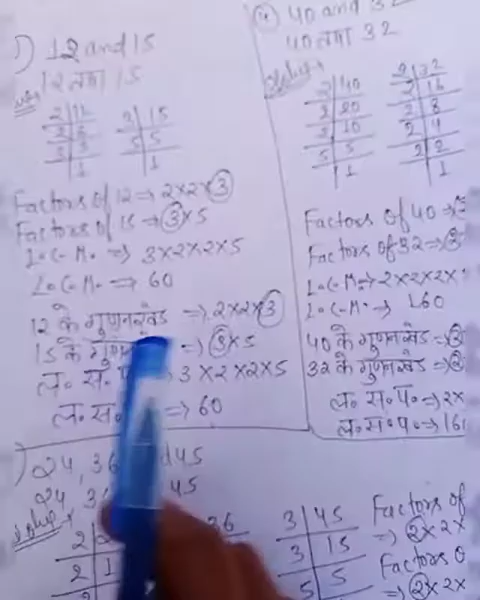 1) 12 and 15
12 तथा 15
2|12
2|6
3|3
1
2|15
5|5
1
Factors of 12 → 2×2×3
Factors of 15 → 3×5
L.C.M. ⇒ 3×2×2×5
L.C.M. ⇒ 60
12 के गुणनखंड ⇒ 2×2×3
15 के ⇒ 3×5
ल. स. प. 3×2×2×5
ल. स. ⇒ 60
40 and 32
40 तथा 32
2|40
2|20
2|10
5|5
1
2|32
2|16
2|8
2|4
2|2
1
Factors of 40 ⇒
Factors of 32 ⇒
L.C.M. → 2×2×2×
L.C.M. → 160
40 के गुणनखंड ⇒
32 के गुणनखंड ⇒
ल. स. प. ⇒ 2×
ल. स. प. ⇒ 16
) 24, 36 45
24, 45
2
2|1
36
3|45
3|15
5|5
Factors of
⇒ 2×2×
Factors o
⇒ 2×2×